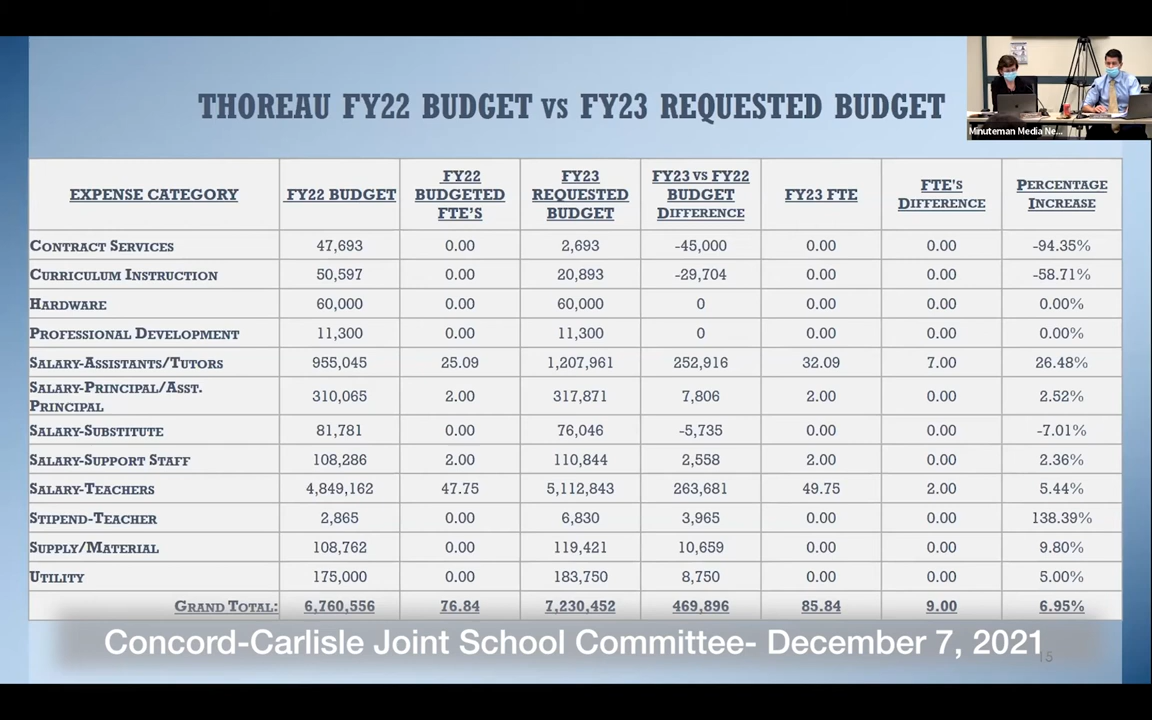 THOREAU FY22 BUDGET VS FY23 REQUESTED BUDGET
Minuteman Media Ne...
EXPENSE CATEGORY FY22 BUDGET FY22 BUDGETED FTE'S FY23 REQUESTED BUDGET FY23 VS FY22 BUDGET DIFFERENCE FY23 FTE FTE'S DIFFERENCE PERCENTAGE INCREASE
CONTRACT SERVICES 47,693 0.00 2,693 -45,000 0.00 0.00 -94.35%
CURRICULUM INSTRUCTION 50,597 0.00 20,893 -29,704 0.00 0.00 -58.71%
HARDWARE 60,000 0.00 60,000 0 0.00 0.00 0.00%
PROFESSIONAL DEVELOPMENT 11,300 0.00 11,300 0 0.00 0.00 0.00%
SALARY-ASSISTANTS/TUTORS 955,045 25.09 1,207,961 252,916 32.09 7.00 26.48%
SALARY-PRINCIPAL/ASST. PRINCIPAL 310,065 2.00 317,871 7,806 2.00 0.00 2.52%
SALARY-SUBSTITUTE 81,781 0.00 76,046 -5,735 0.00 0.00 -7.01%
SALARY-SUPPORT STAFF 108,286 2.00 110,844 2,558 2.00 0.00 2.36%
SALARY-TEACHERS 4,849,162 47.75 5,112,843 263,681 49.75 2.00 5.44%
STIPEND-TEACHER 2,865 0.00 6,830 3,965 0.00 0.00 138.39%
SUPPLY/MATERIAL 108,762 0.00 119,421 10,659 0.00 0.00 9.80%
UTILITY 175,000 0.00 183,750 8,750 0.00 0.00 5.00%
GRAND TOTAL: 6,760,556 76.84 7,230,452 469,896 85.84 9.00 6.95%
Concord-Carlisle Joint School Committee- December 7, 2021
15